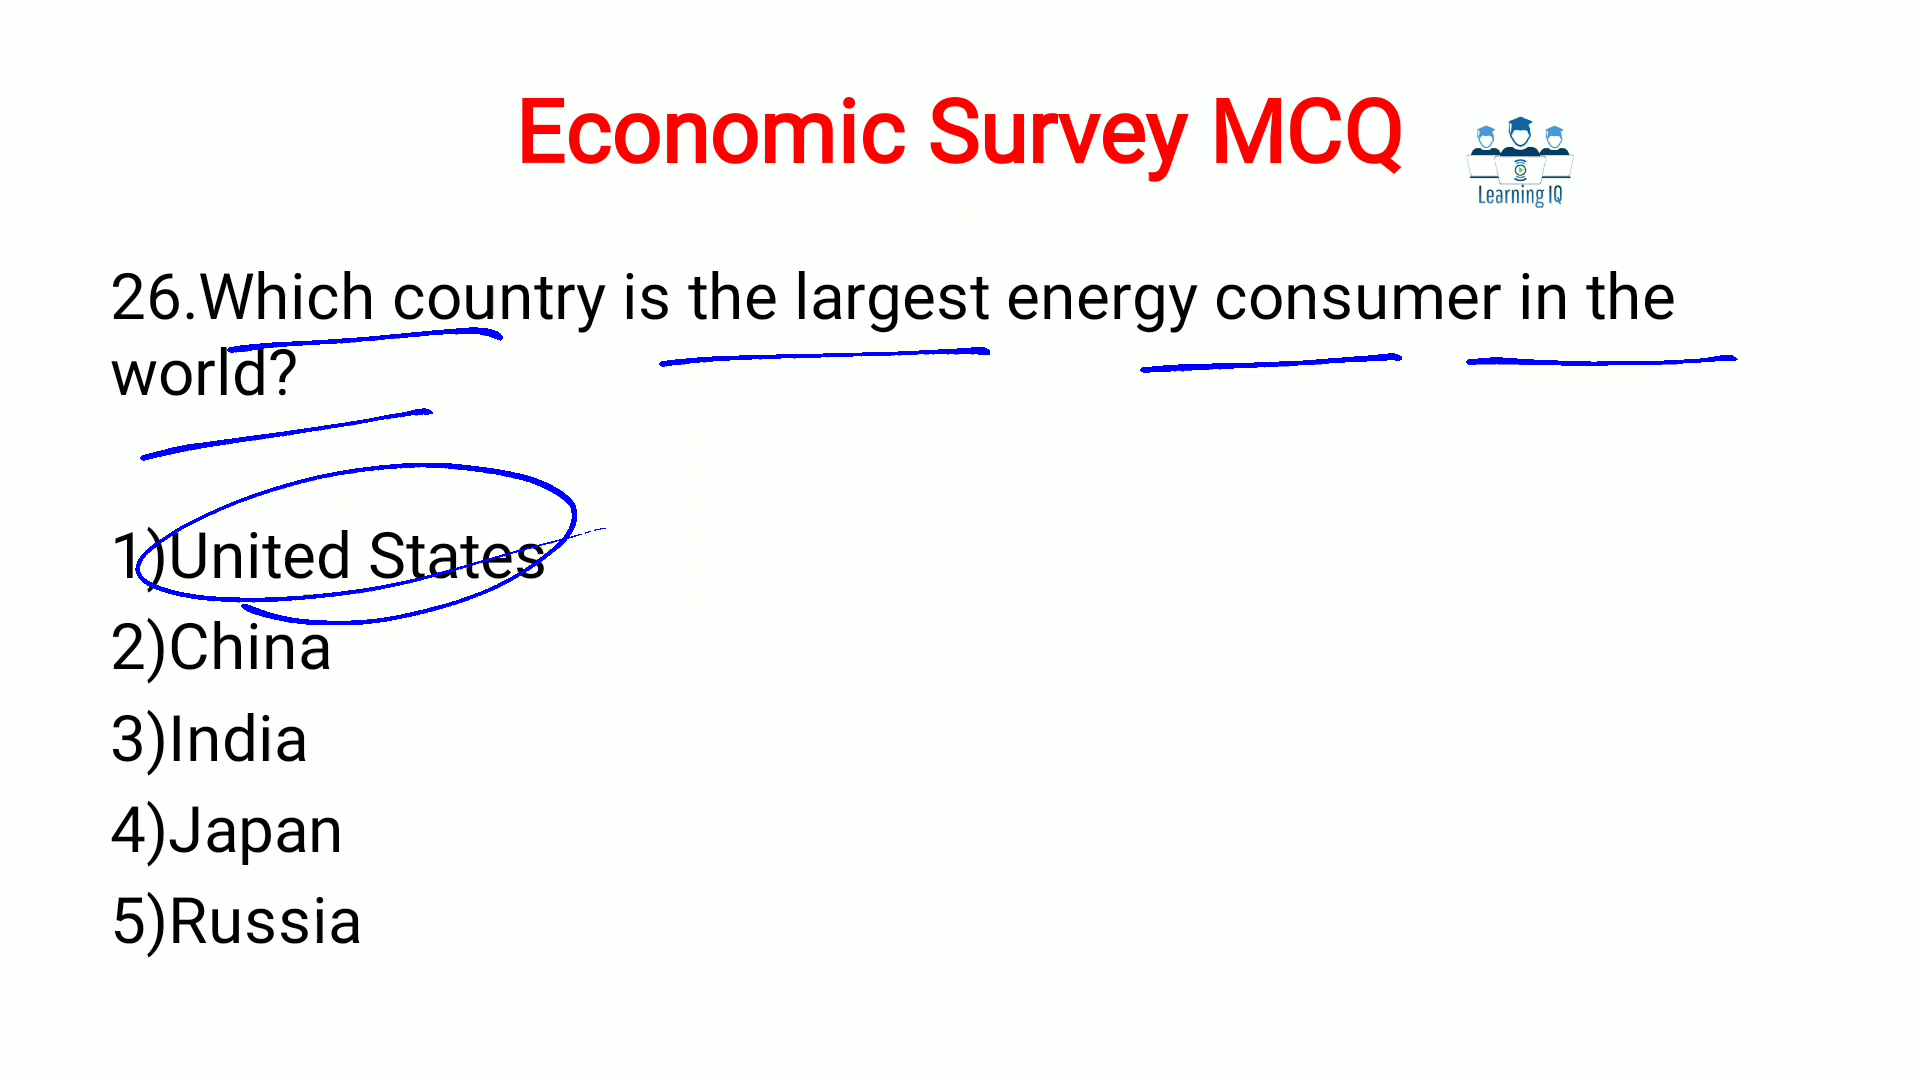 Economic Survey MCQ
Learning IQ
26.Which country is the largest energy consumer in the
world?
1)United States
2)China
3)India
4)Japan
5)Russia